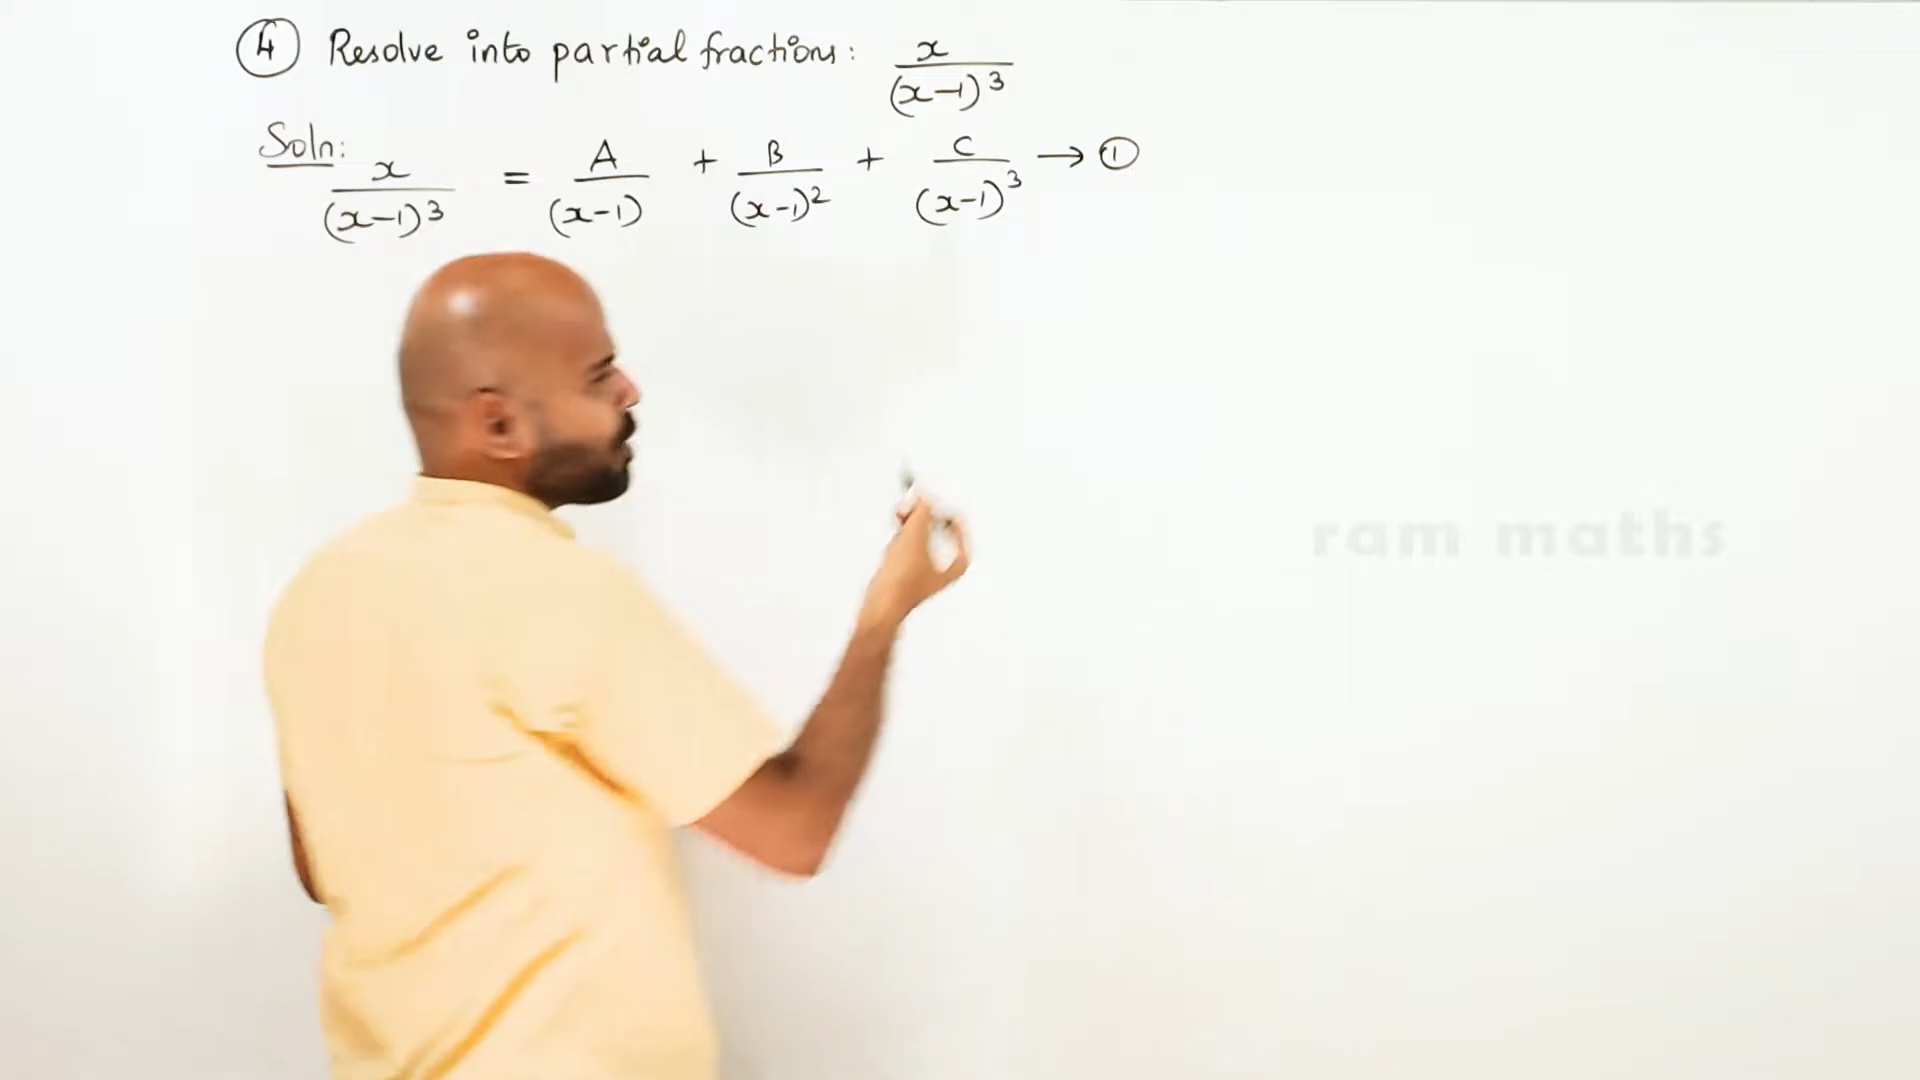 ④ Resolve into partial fractions: x/(x-1)³
Soln:
x/(x-1)³ = A/(x-1) + B/(x-1)² + C/(x-1)³ → ①
ram maths